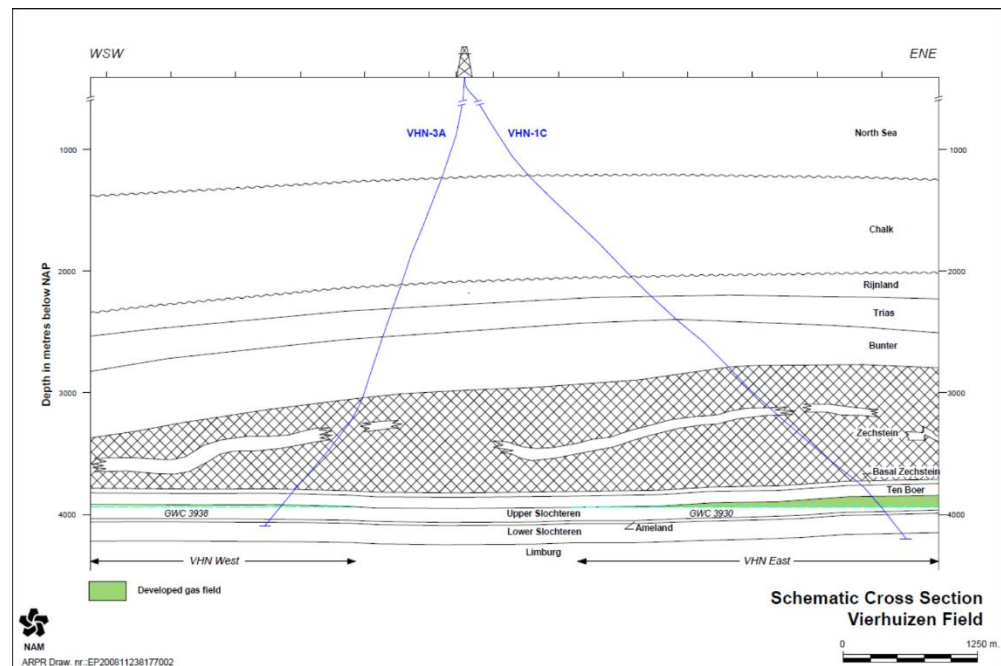 WSW
ENE
VHN-3A
VHN-1C
North Sea
1000
1000
Chalk
2000
2000
Rijnland
Trias
Bunter
Depth in metres below NAP
3000
3000
Zechstein
Basal Zechstein
Ten Boer
GWC 3938
Upper Slochteren
GWC 3930
4000
4000
Ameland
Lower Slochteren
Limburg
VHN West
VHN East
Developed gas field
Schematic Cross Section
Vierhuizen Field
0
1250 m.
NAM
ARPR Draw. nr.:EP200811238177002